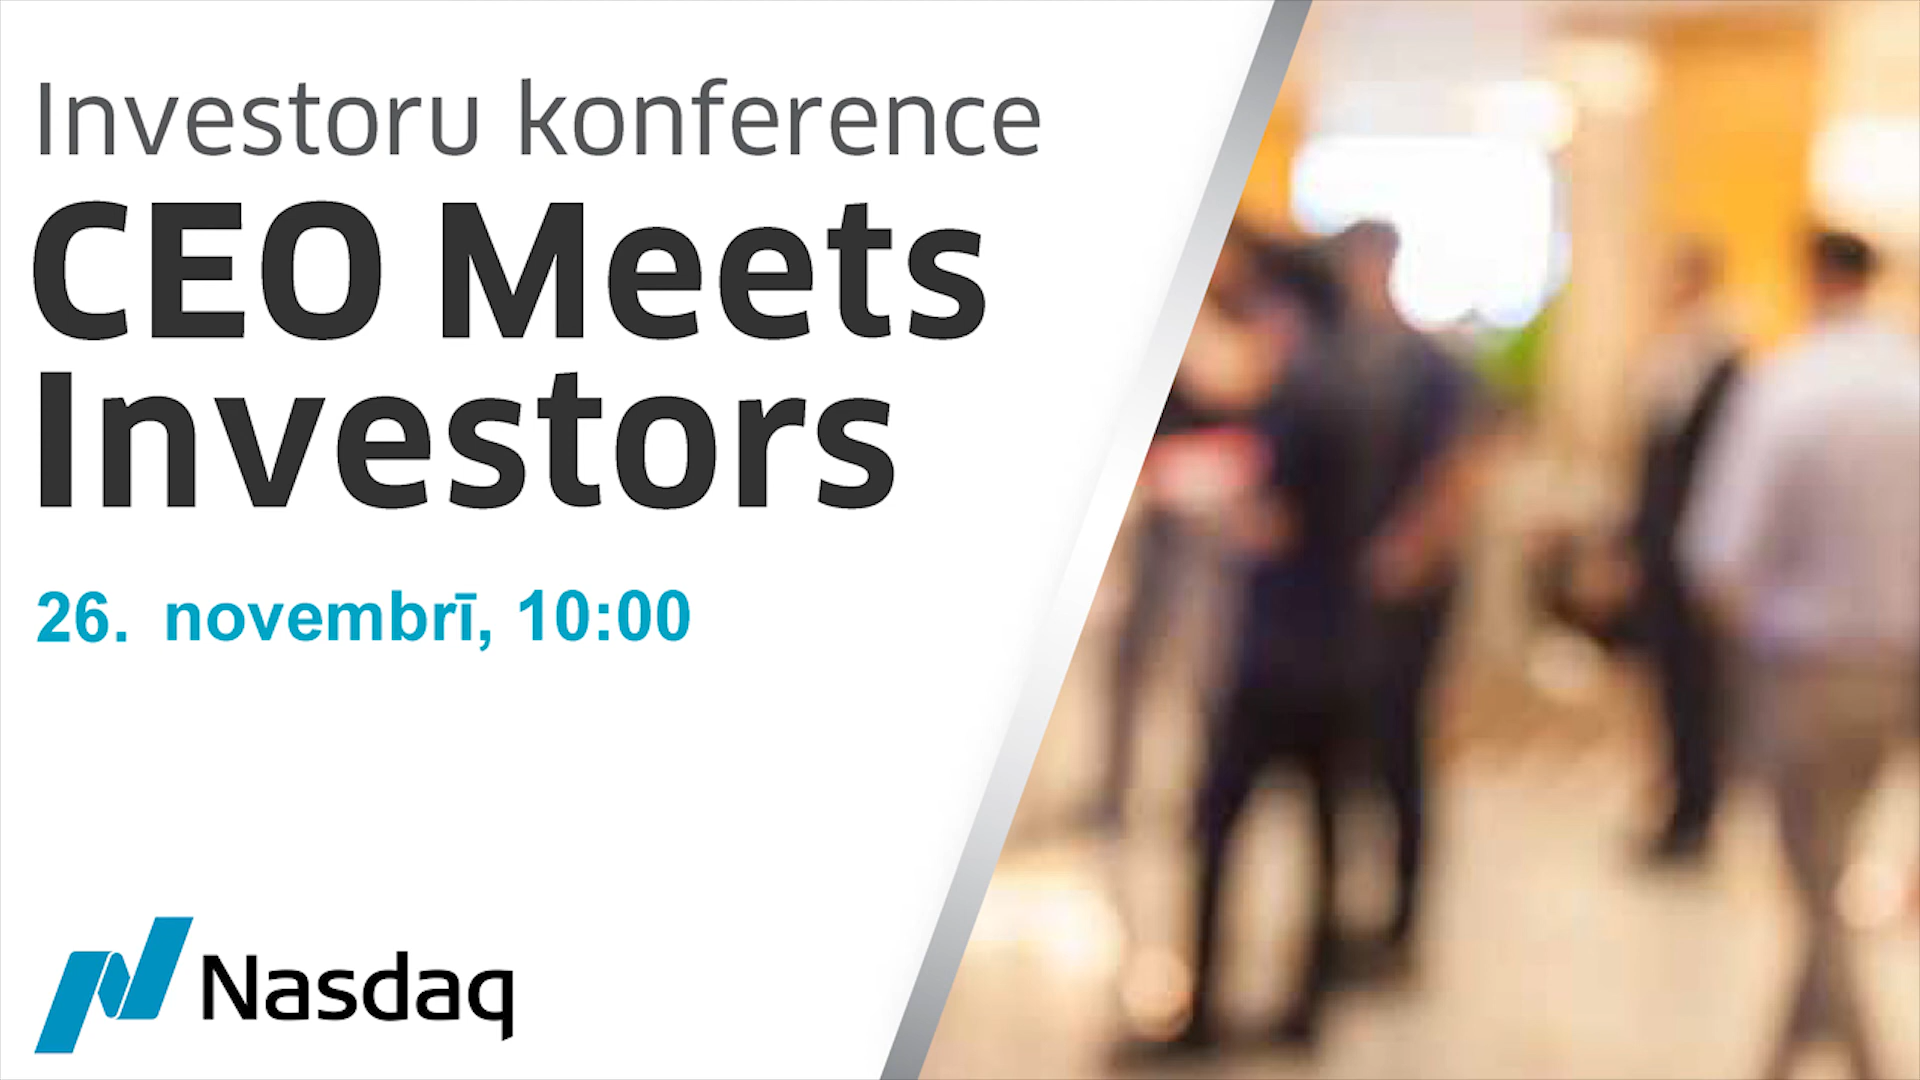 Investoru konference
CEO Meets
Investors
26. novembrī, 10:00
Nasdaq